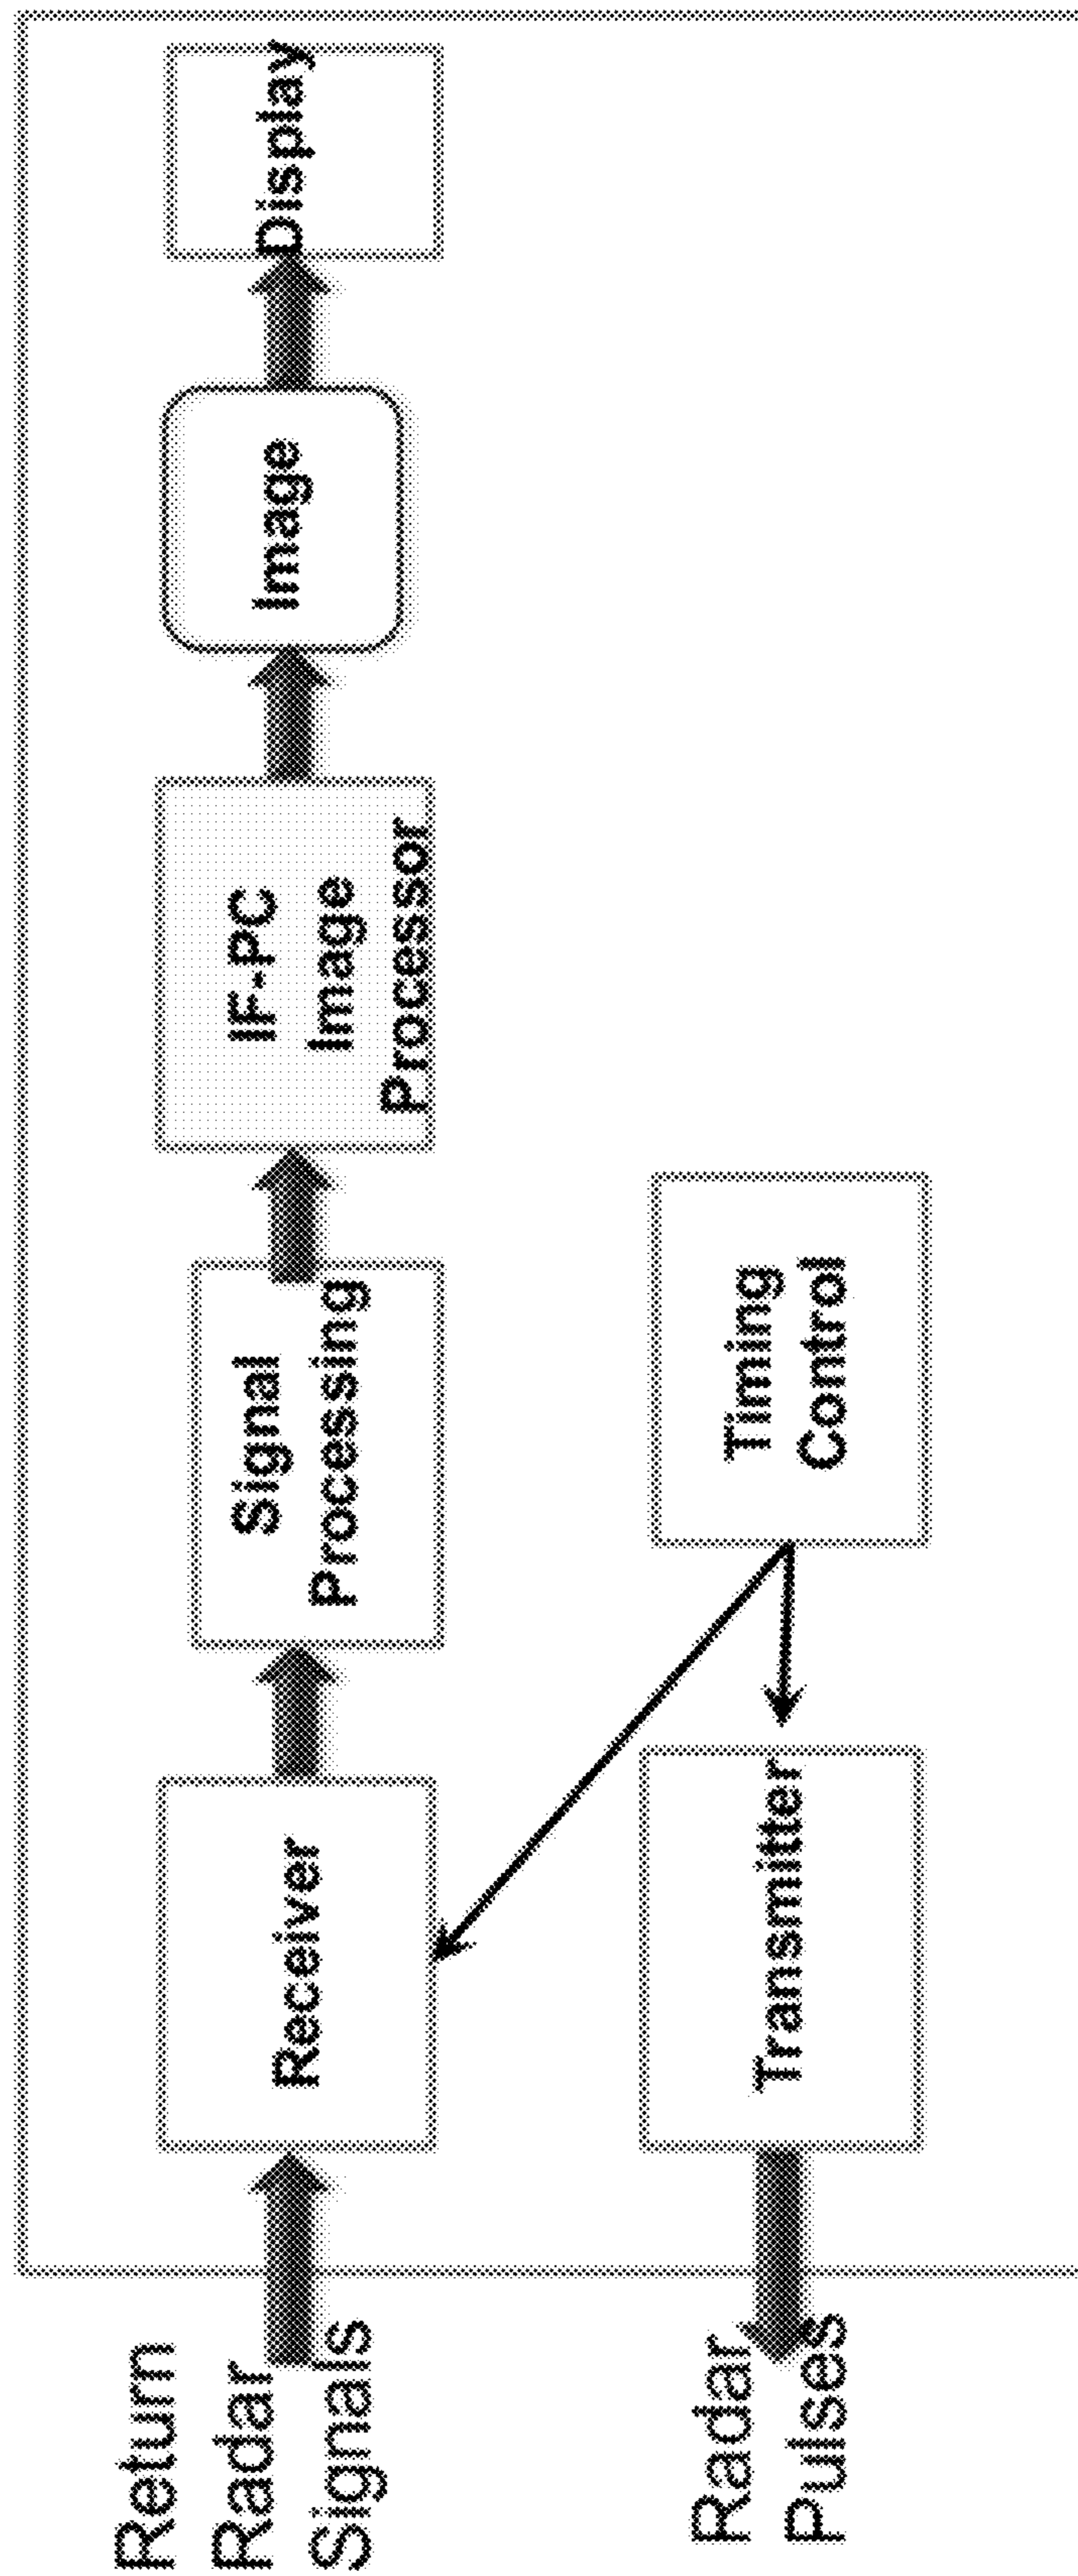 Return
Radar
Signals
Receiver
Signal
Processing
IF-PC
Image
Processor
Image
Display
Radar
Pulses
Transmitter
Timing
Control